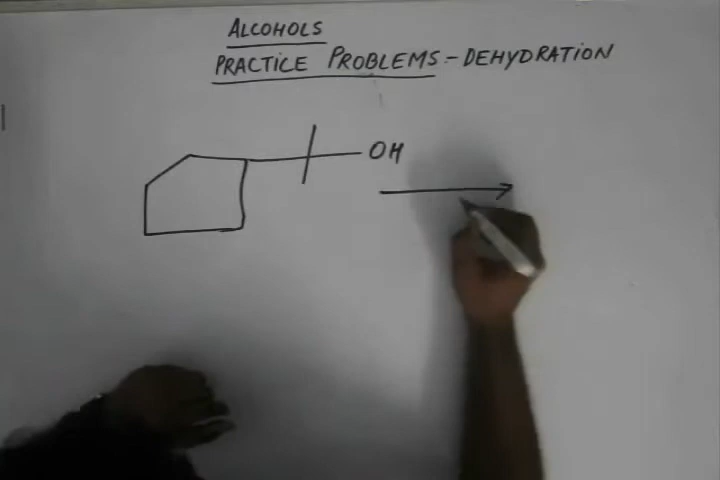 ALCOHOLS
PRACTICE PROBLEMS - DEHYDRATION
OH